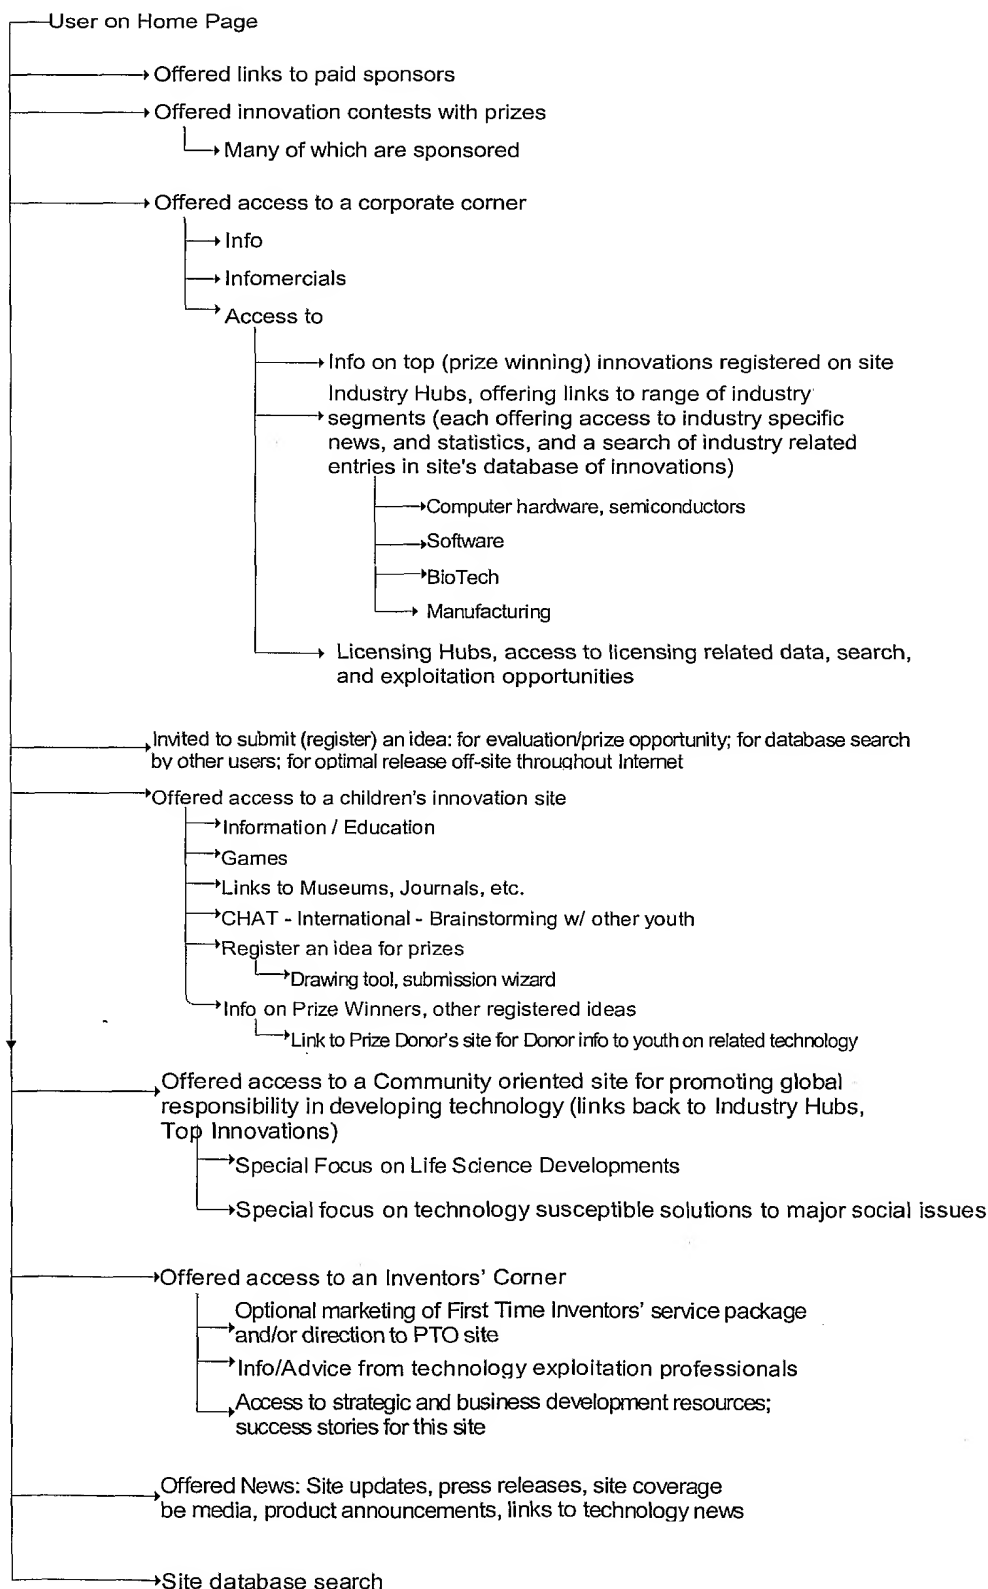 User on Home Page
Offered links to paid sponsors
Offered innovation contests with prizes
Many of which are sponsored
Offered access to a corporate corner
Info
Infomercials
Access to
Info on top (prize winning) innovations registered on site
Industry Hubs, offering links to range of industry
segments (each offering access to industry specific
news, and statistics, and a search of industry related
entries in site's database of innovations)
Computer hardware, semiconductors
Software
BioTech
Manufacturing
Licensing Hubs, access to licensing related data, search,
and exploitation opportunities
Invited to submit (register) an idea: for evaluation/prize opportunity; for database search
by other users; for optimal release off-site throughout Internet
Offered access to a children's innovation site
Information / Education
Games
Links to Museums, Journals, etc.
CHAT - International - Brainstorming w/ other youth
Register an idea for prizes
Drawing tool, submission wizard
Info on Prize Winners, other registered ideas
Link to Prize Donor's site for Donor info to youth on related technology
Offered access to a Community oriented site for promoting global
responsibility in developing technology (links back to Industry Hubs,
Top Innovations)
Special Focus on Life Science Developments
Special focus on technology susceptible solutions to major social issues
Offered access to an Inventors' Corner
Optional marketing of First Time Inventors' service package
and/or direction to PTO site
Info/Advice from technology exploitation professionals
Access to strategic and business development resources;
success stories for this site
Offered News: Site updates, press releases, site coverage
be media, product announcements, links to technology news
Site database search